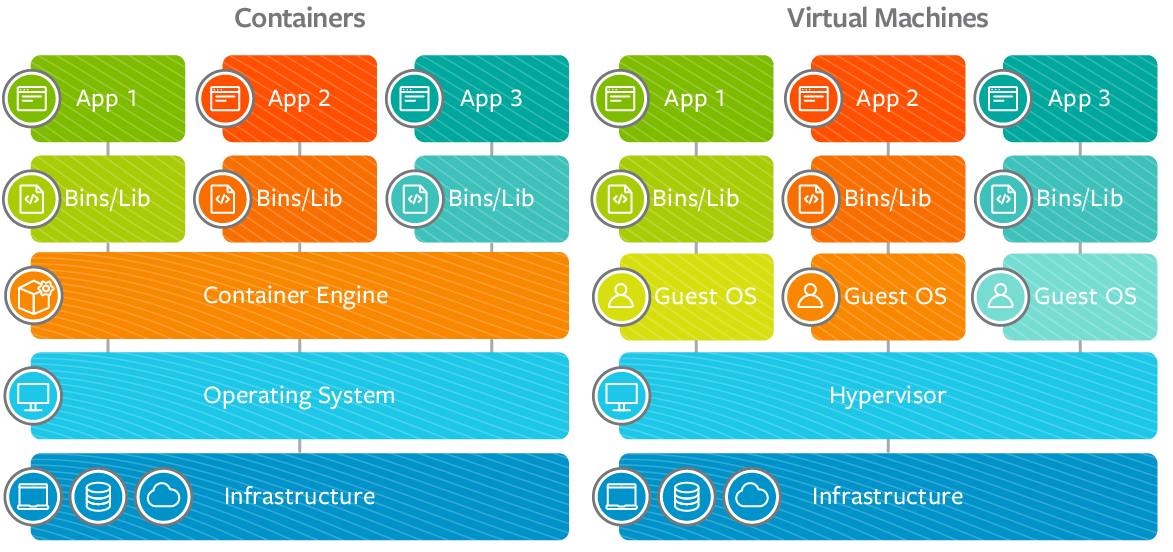 Containers
App 1
App 2
App 3
Bins/Lib
Bins/Lib
Bins/Lib
Container Engine
Operating System
Infrastructure
Virtual Machines
App 1
App 2
App 3
Bins/Lib
Bins/Lib
Bins/Lib
Guest OS
Guest OS
Guest OS
Hypervisor
Infrastructure